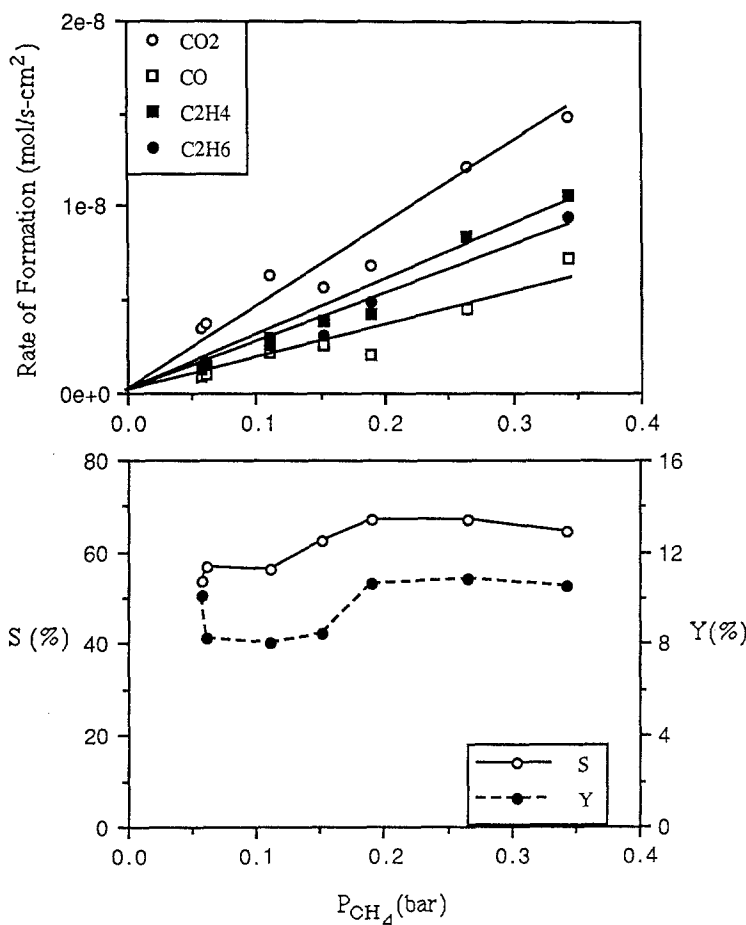 2e-8
CO2
CO
C2H4
C2H6
1e-8
0e+0
Rate of Formation (mol/s-cm²)
0.0 0.1 0.2 0.3 0.4
80
60
40
20
0
S (%)
16
12
8
4
0
Y(%)
S
Y
0.0 0.1 0.2 0.3 0.4
P_CH4 (bar)